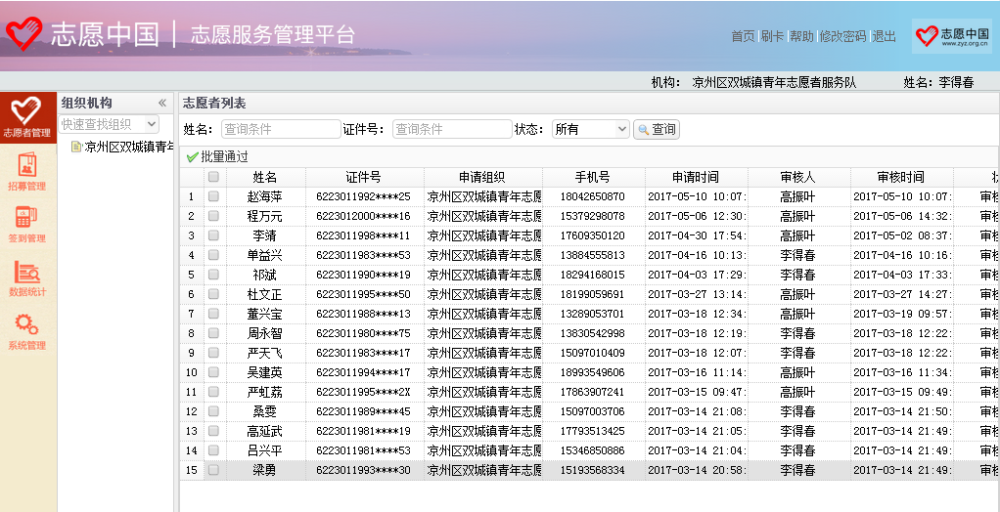 志愿中国 | 志愿服务管理平台
首页 | 刷卡 | 帮助 | 修改密码 | 退出
志愿中国
www.zyz.org.cn
机构： 京州区双城镇青年志愿者服务队 姓名：李得春
志愿者管理
招募管理
签到管理
数据统计
系统管理
组织机构 «
快速查找组织
京州区双城镇青年
志愿者列表
姓名： 查询条件 证件号： 查询条件 状态： 所有 查询
批量通过
姓名 证件号 申请组织 手机号 申请时间 审核人 审核时间
1 赵海萍 6223011992****25 京州区双城镇青年志愿 18042650870 2017-05-10 10:07: 高振叶 2017-05-10 10:07: 审核
2 程万元 6223012000****16 京州区双城镇青年志愿 15379298078 2017-05-06 12:30: 高振叶 2017-05-06 14:32: 审核
3 李靖 6223011998****11 京州区双城镇青年志愿 17609350120 2017-04-30 17:54: 高振叶 2017-05-02 08:37: 审核
4 单益兴 6223011983****53 京州区双城镇青年志愿 13884555813 2017-04-16 10:13: 李得春 2017-04-16 10:16: 审核
5 祁斌 6223011990****19 京州区双城镇青年志愿 18294168015 2017-04-03 17:29: 李得春 2017-04-03 17:33: 审核
6 杜文正 6223011995****50 京州区双城镇青年志愿 18199059691 2017-03-27 13:14: 高振叶 2017-03-27 14:27: 审核
7 董兴宝 6223011988****13 京州区双城镇青年志愿 13289053701 2017-03-18 12:34: 高振叶 2017-03-19 09:57: 审核
8 周永智 6223011980****75 京州区双城镇青年志愿 13830542998 2017-03-18 12:19: 李得春 2017-03-18 12:22: 审核
9 严天飞 6223011983****17 京州区双城镇青年志愿 15097010409 2017-03-18 12:07: 李得春 2017-03-18 12:22: 审核
10 吴建英 6223011994****17 京州区双城镇青年志愿 18993549606 2017-03-16 11:14: 高振叶 2017-03-16 11:34: 审核
11 严虹荔 6223011995****2X 京州区双城镇青年志愿 17863907241 2017-03-15 09:47: 高振叶 2017-03-15 09:49: 审核
12 桑雯 6223011989****45 京州区双城镇青年志愿 15097003706 2017-03-14 21:08: 李得春 2017-03-14 21:50: 审核
13 高延武 6223011981****19 京州区双城镇青年志愿 17793513425 2017-03-14 21:05: 李得春 2017-03-14 21:49: 审核
14 吕兴平 6223011981****53 京州区双城镇青年志愿 15346850886 2017-03-14 21:04: 李得春 2017-03-14 21:49: 审核
15 梁勇 6223011993****30 京州区双城镇青年志愿 15193568334 2017-03-14 20:58: 李得春 2017-03-14 21:49: 审核